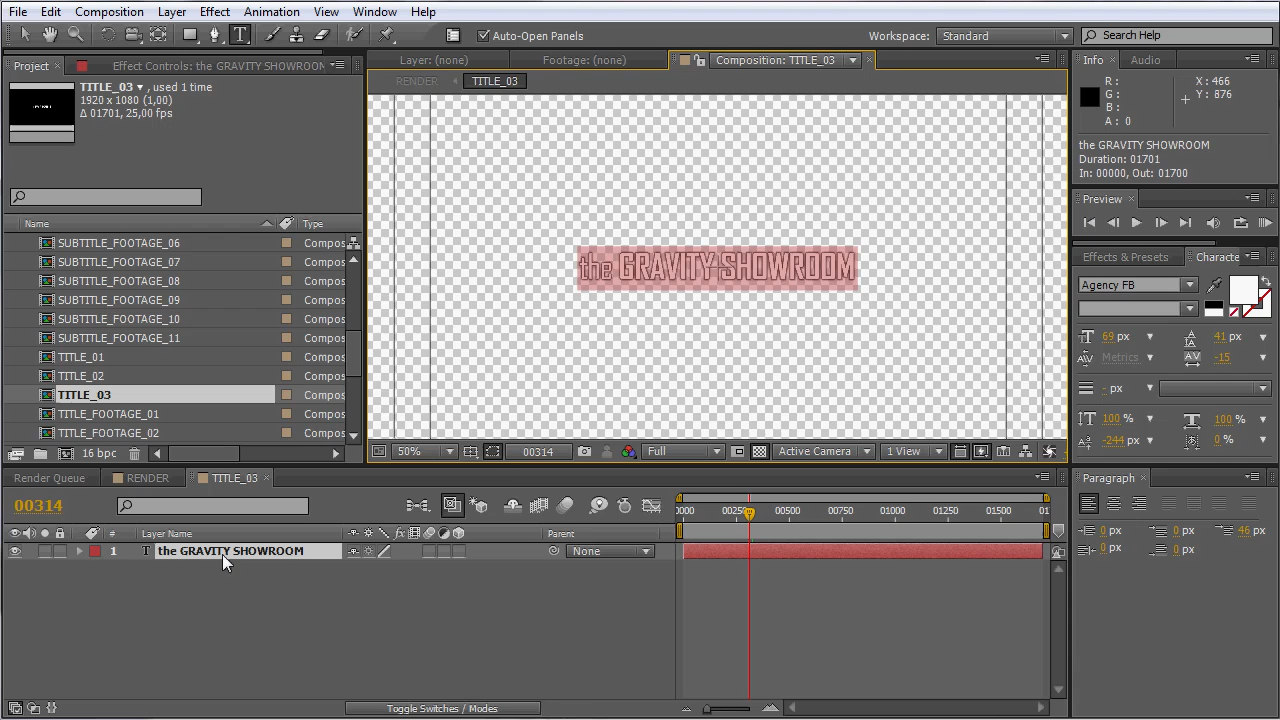 File Edit Composition Layer Effect Animation View Window Help
Auto-Open Panels
Workspace: Standard
Search Help
Project
Effect Controls: the GRAVITY SHOWROOM
TITLE_03 , used 1 time
1920 x 1080 (1,00)
Δ 01701, 25,00 fps
Name Type
SUBTITLE_FOOTAGE_06 Compos
SUBTITLE_FOOTAGE_07 Compos
SUBTITLE_FOOTAGE_08 Compos
SUBTITLE_FOOTAGE_09 Compos
SUBTITLE_FOOTAGE_10 Compos
SUBTITLE_FOOTAGE_11 Compos
TITLE_01 Compos
TITLE_02 Compos
TITLE_03 Compos
TITLE_FOOTAGE_01 Compos
TITLE_FOOTAGE_02 Compos
16 bpc
Layer: (none)
Footage: (none)
Composition: TITLE_03
RENDER
TITLE_03
the GRAVITY SHOWROOM
50%
00314
Full
Active Camera
1 View
Info
Audio
R :
G :
B :
A : 0
X : 466
Y : 876
the GRAVITY SHOWROOM
Duration: 01701
In: 00000, Out: 01700
Preview
Effects & Presets
Characte
Agency FB
69 px
41 px
Metrics
-15
- px
100 %
100 %
-244 px
0 %
Render Queue
RENDER
TITLE_03
00314
# Layer Name
Parent
1 T the GRAVITY SHOWROOM
None
0000 00250 00500 00750 01000 01250 01500 01
Toggle Switches / Modes
Paragraph
0 px
0 px
46 px
0 px
0 px